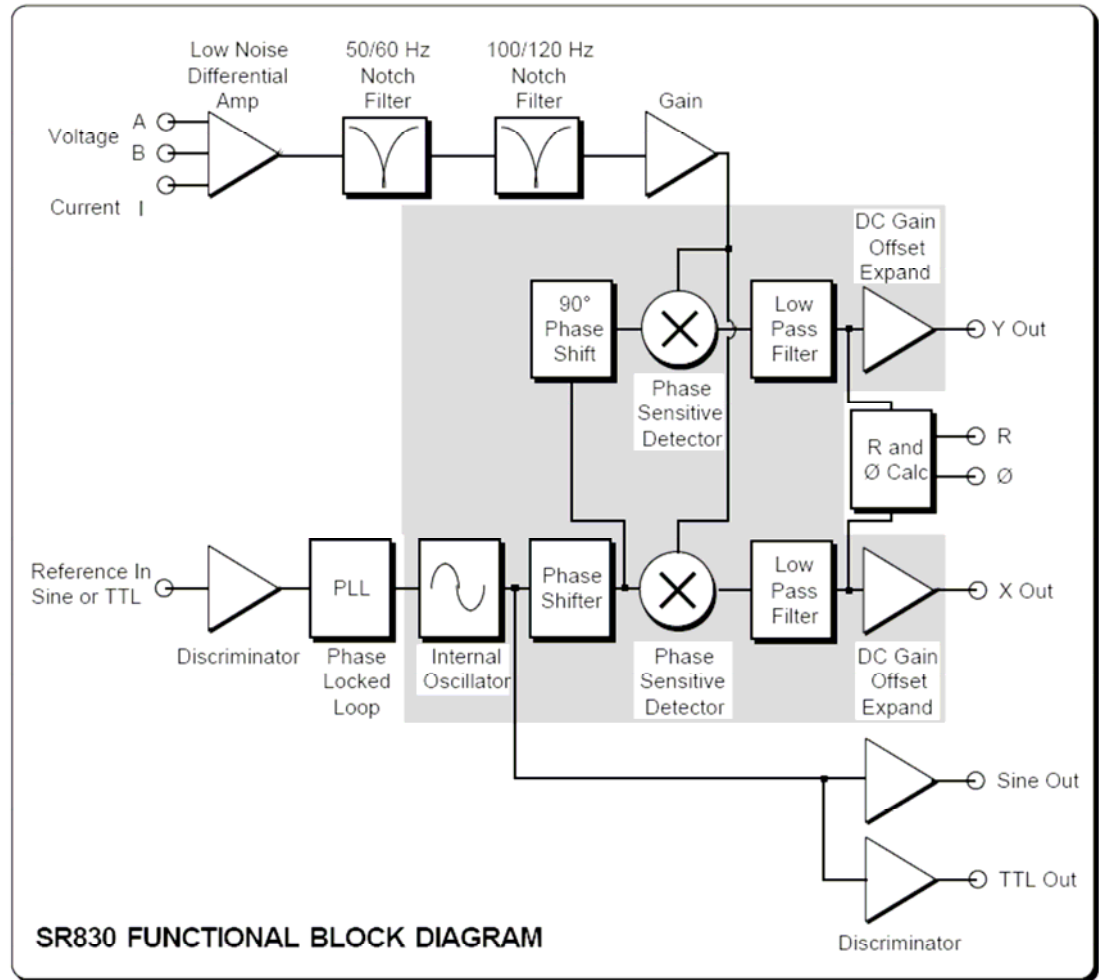 Low Noise
Differential
Amp
50/60 Hz
Notch
Filter
100/120 Hz
Notch
Filter
Gain
Voltage
A
B
Current I
DC Gain
Offset
Expand
90°
Phase
Shift
Low
Pass
Filter
Y Out
Phase
Sensitive
Detector
R and
Ø Calc
R
Ø
Reference In
Sine or TTL
PLL
Phase
Shifter
Low
Pass
Filter
X Out
Discriminator
Phase
Locked
Loop
Internal
Oscillator
Phase
Sensitive
Detector
DC Gain
Offset
Expand
Sine Out
TTL Out
Discriminator
SR830 FUNCTIONAL BLOCK DIAGRAM